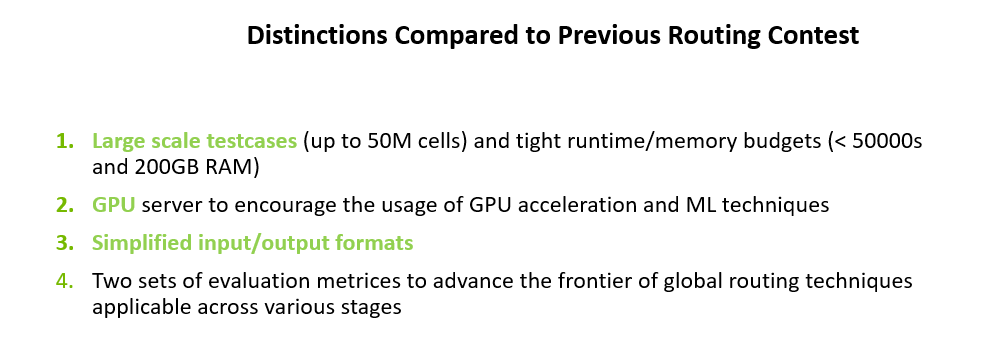 Distinctions Compared to Previous Routing Contest
1. Large scale testcases (up to 50M cells) and tight runtime/memory budgets (< 50000s
and 200GB RAM)
2. GPU server to encourage the usage of GPU acceleration and ML techniques
3. Simplified input/output formats
4. Two sets of evaluation metrices to advance the frontier of global routing techniques
applicable across various stages